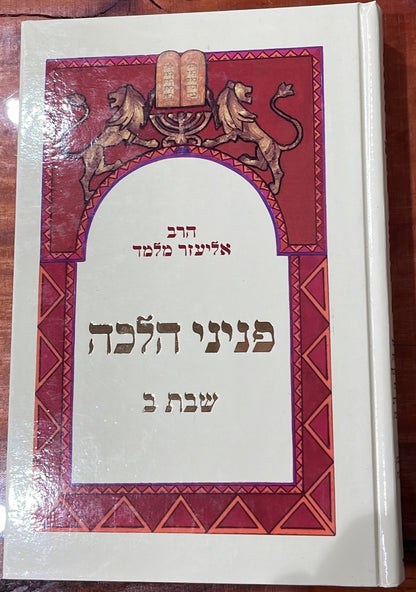 הרב
אליעזר מלמד
פניני הלכה
שבת ב